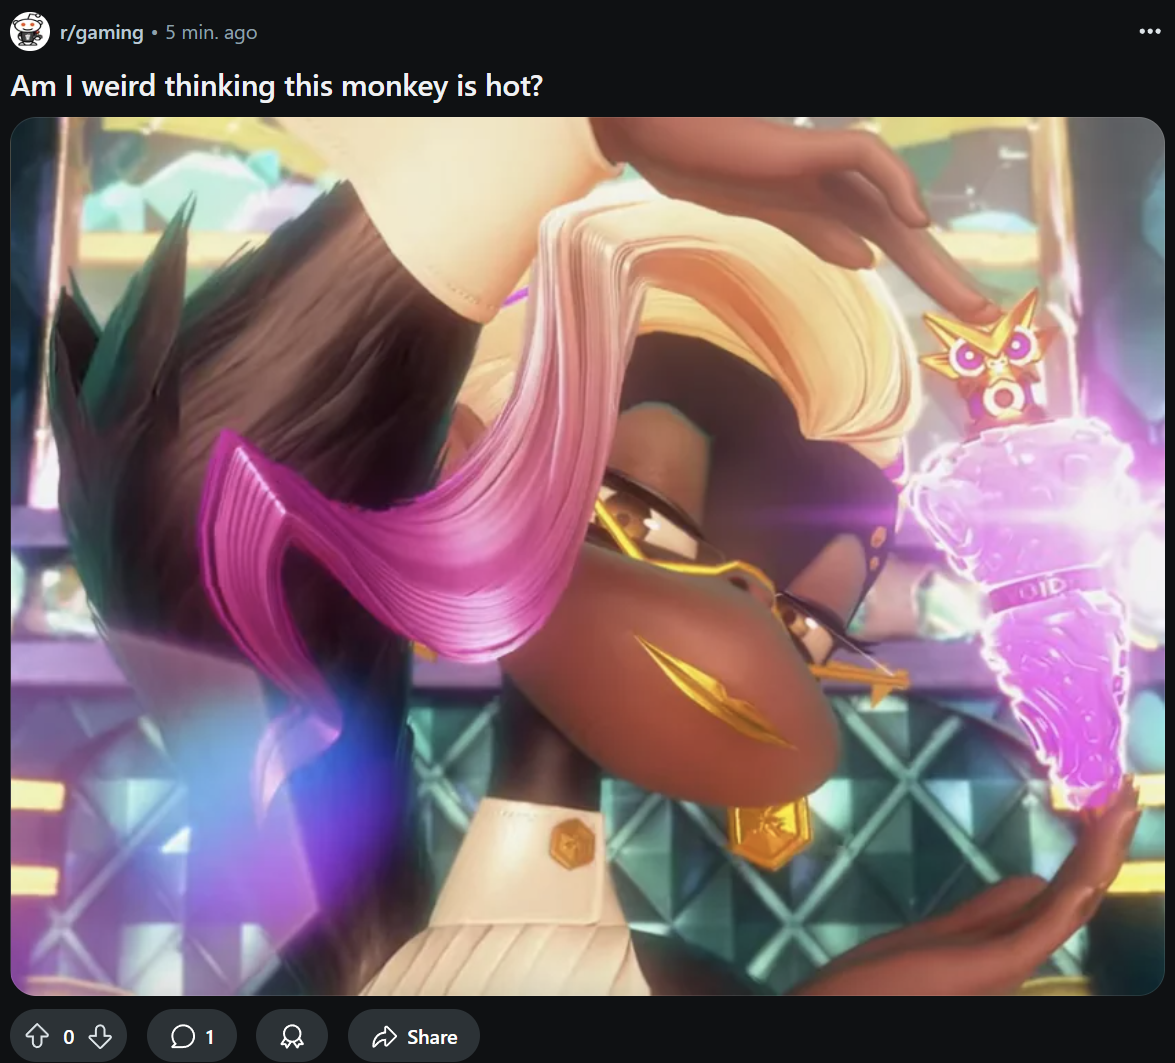 r/gaming • 5 min. ago
Am I weird thinking this monkey is hot?
0
1
Share